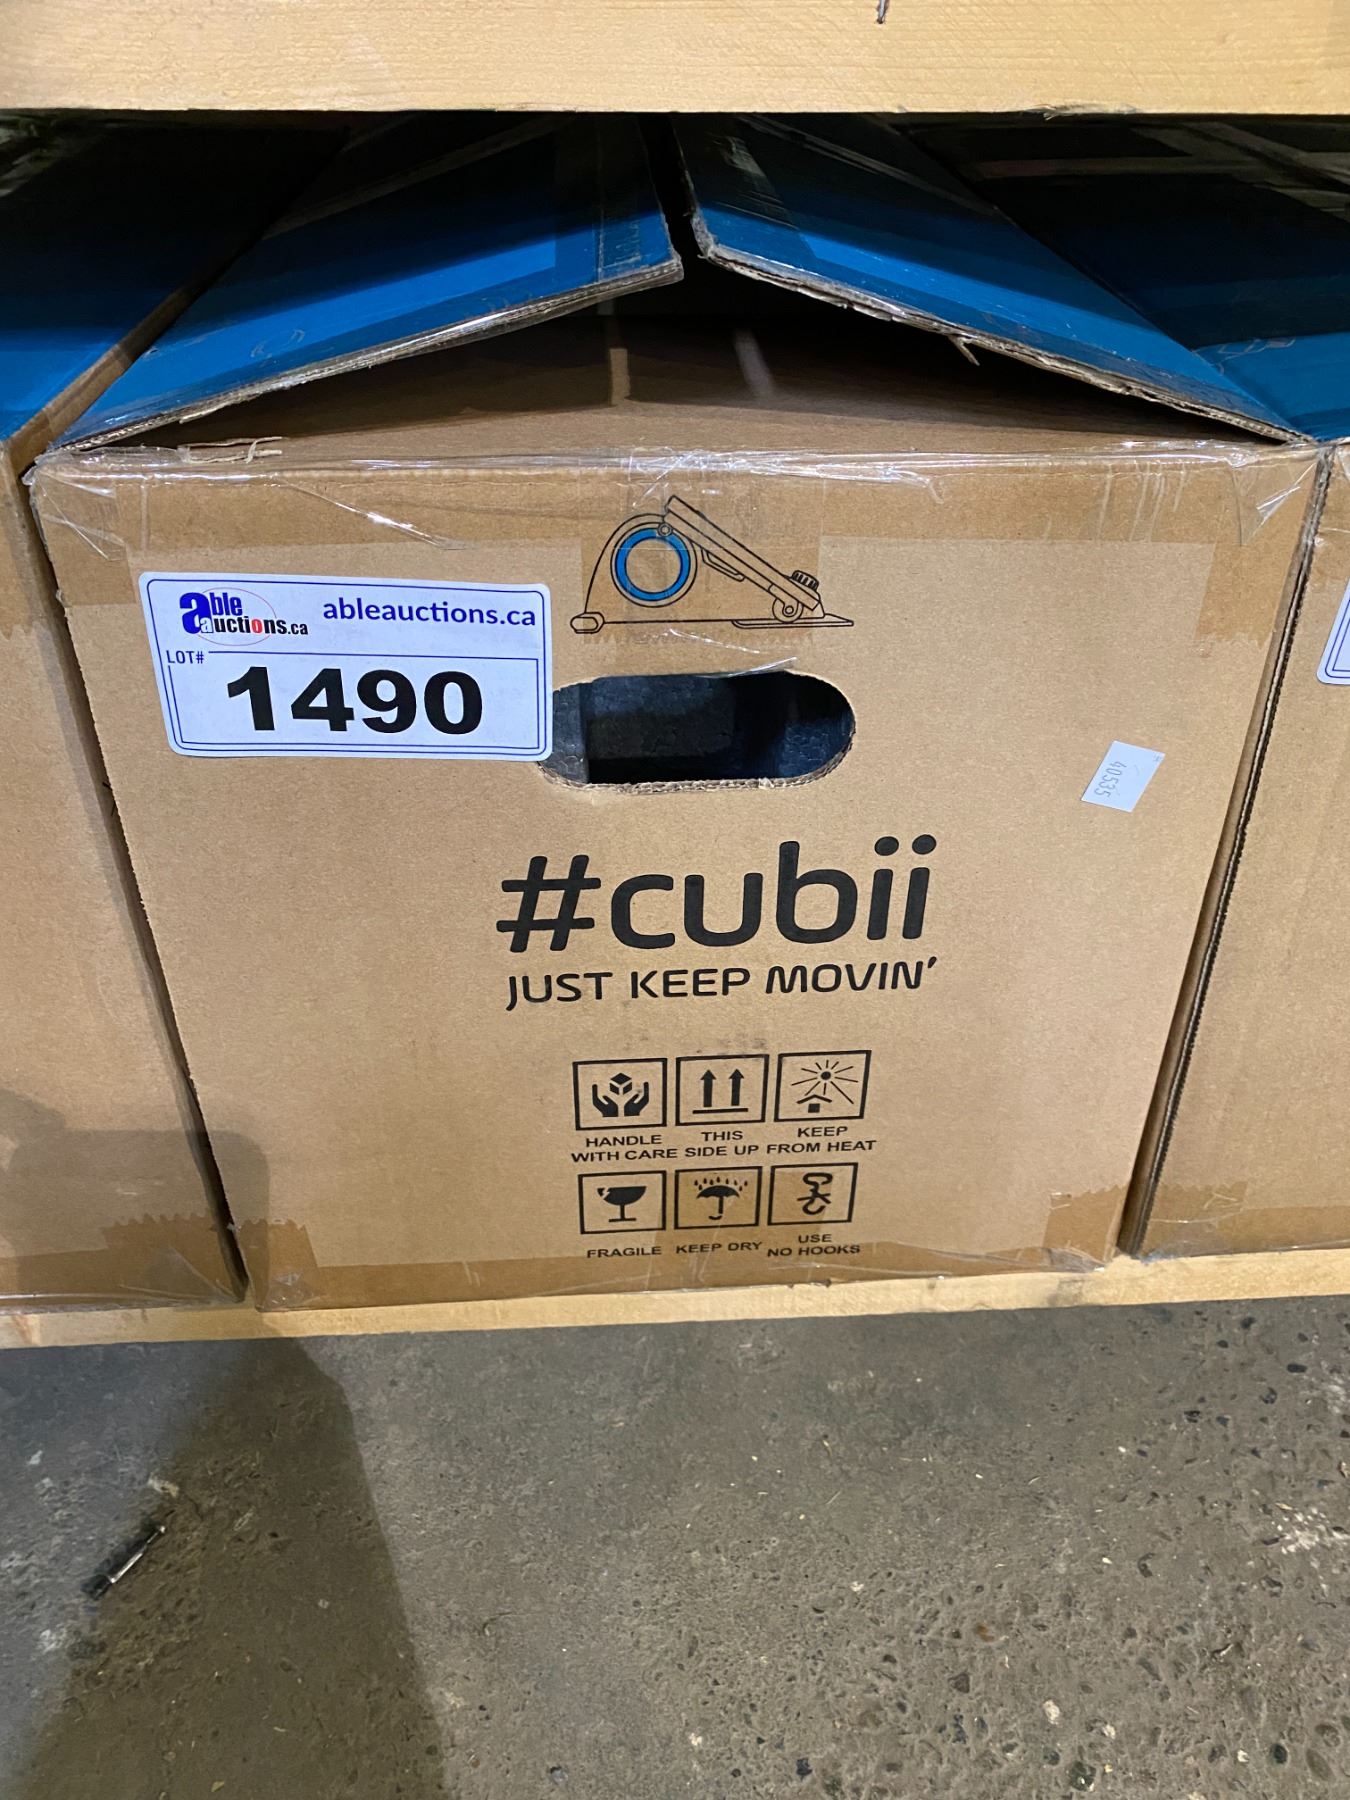 able auctions.ca
ableauctions.ca
LOT#
1490
40535
#cubii
JUST KEEP MOVIN'
HANDLE WITH CARE
THIS SIDE UP
KEEP FROM HEAT
FRAGILE
KEEP DRY
USE NO HOOKS